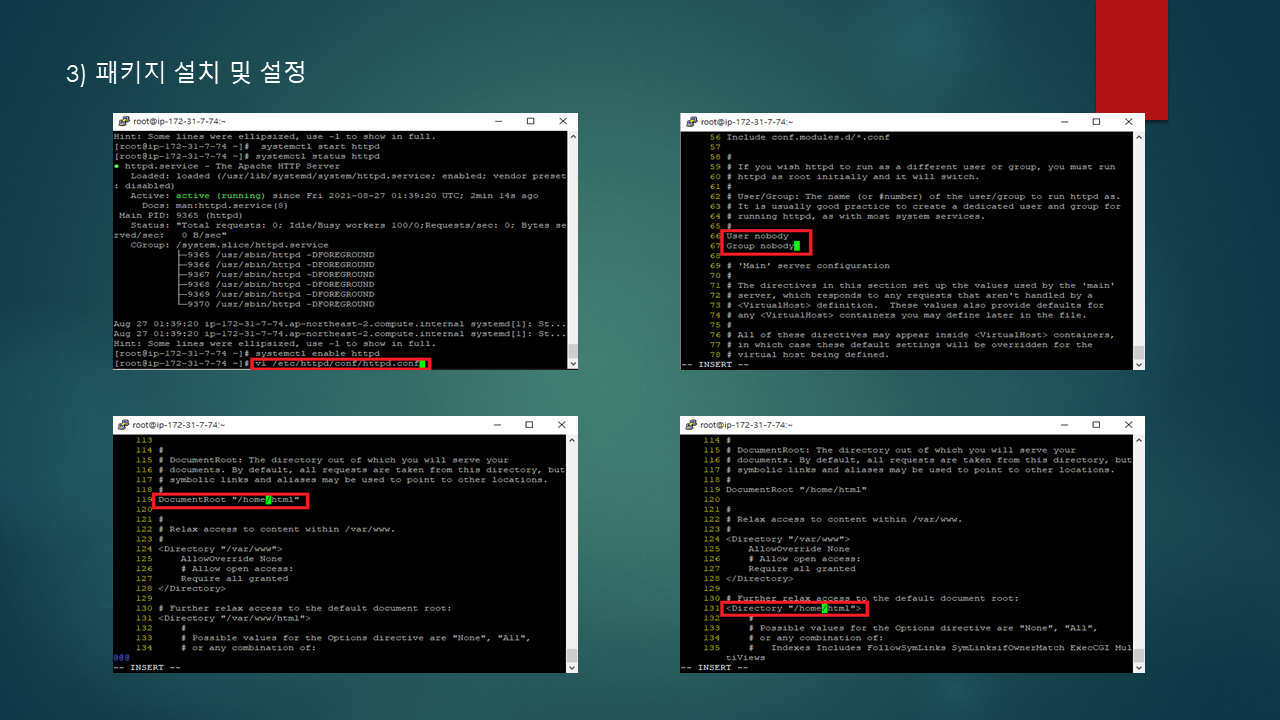 3) 패키지 설치 및 설정
root@ip-172-31-7-74:~
Hint: Some lines were ellipsized, use -l to show in full.
[root@ip-172-31-7-74 ~]#  systemctl start httpd
[root@ip-172-31-7-74 ~]# systemctl status httpd
● httpd.service - The Apache HTTP Server
Loaded: loaded (/usr/lib/systemd/system/httpd.service; enabled; vendor preset
: disabled)
Active: active (running) since Fri 2021-08-27 01:39:20 UTC; 2min 14s ago
Docs: man:httpd.service(8)
Main PID: 9365 (httpd)
Status: "Total requests: 0; Idle/Busy workers 100/0;Requests/sec: 0; Bytes se
rved/sec:   0 B/sec"
CGroup: /system.slice/httpd.service
├─9365 /usr/sbin/httpd -DFOREGROUND
├─9366 /usr/sbin/httpd -DFOREGROUND
├─9367 /usr/sbin/httpd -DFOREGROUND
├─9368 /usr/sbin/httpd -DFOREGROUND
├─9369 /usr/sbin/httpd -DFOREGROUND
└─9370 /usr/sbin/httpd -DFOREGROUND
Aug 27 01:39:20 ip-172-31-7-74.ap-northeast-2.compute.internal systemd[1]: St...
Aug 27 01:39:20 ip-172-31-7-74.ap-northeast-2.compute.internal systemd[1]: St...
Hint: Some lines were ellipsized, use -l to show in full.
[root@ip-172-31-7-74 ~]# systemctl enable httpd
[root@ip-172-31-7-74 ~]# vi /etc/httpd/conf/httpd.conf
root@ip-172-31-7-74:~
56 Include conf.modules.d/*.conf
57
58 #
59 # If you wish httpd to run as a different user or group, you must run
60 # httpd as root initially and it will switch.
61 #
62 # User/Group: The name (or #number) of the user/group to run httpd as.
63 # It is usually good practice to create a dedicated user and group for
64 # running httpd, as with most system services.
65 #
66 User nobody
67 Group nobody
68
69 # 'Main' server configuration
70 #
71 # The directives in this section set up the values used by the 'main'
72 # server, which responds to any requests that aren't handled by a
73 # <VirtualHost> definition.  These values also provide defaults for
74 # any <VirtualHost> containers you may define later in the file.
75 #
76 # All of these directives may appear inside <VirtualHost> containers,
77 # in which case these default settings will be overridden for the
78 # virtual host being defined.
-- INSERT --
root@ip-172-31-7-74:~
113
114 #
115 # DocumentRoot: The directory out of which you will serve your
116 # documents. By default, all requests are taken from this directory, but
117 # symbolic links and aliases may be used to point to other locations.
118 #
119 DocumentRoot "/home/html"
120
121 #
122 # Relax access to content within /var/www.
123 #
124 <Directory "/var/www">
125     AllowOverride None
126     # Allow open access:
127     Require all granted
128 </Directory>
129
130 # Further relax access to the default document root:
131 <Directory "/var/www/html">
132     #
133     # Possible values for the Options directive are "None", "All",
134     # or any combination of:
@@@
-- INSERT --
root@ip-172-31-7-74:~
114 #
115 # DocumentRoot: The directory out of which you will serve your
116 # documents. By default, all requests are taken from this directory, but
117 # symbolic links and aliases may be used to point to other locations.
118 #
119 DocumentRoot "/home/html"
120
121 #
122 # Relax access to content within /var/www.
123 #
124 <Directory "/var/www">
125     AllowOverride None
126     # Allow open access:
127     Require all granted
128 </Directory>
129
130 # Further relax access to the default document root:
131 <Directory "/home/html">
132     #
133     # Possible values for the Options directive are "None", "All",
134     # or any combination of:
135     #   Indexes Includes FollowSymLinks SymLinksifOwnerMatch ExecCGI Mul
tiViews
-- INSERT --